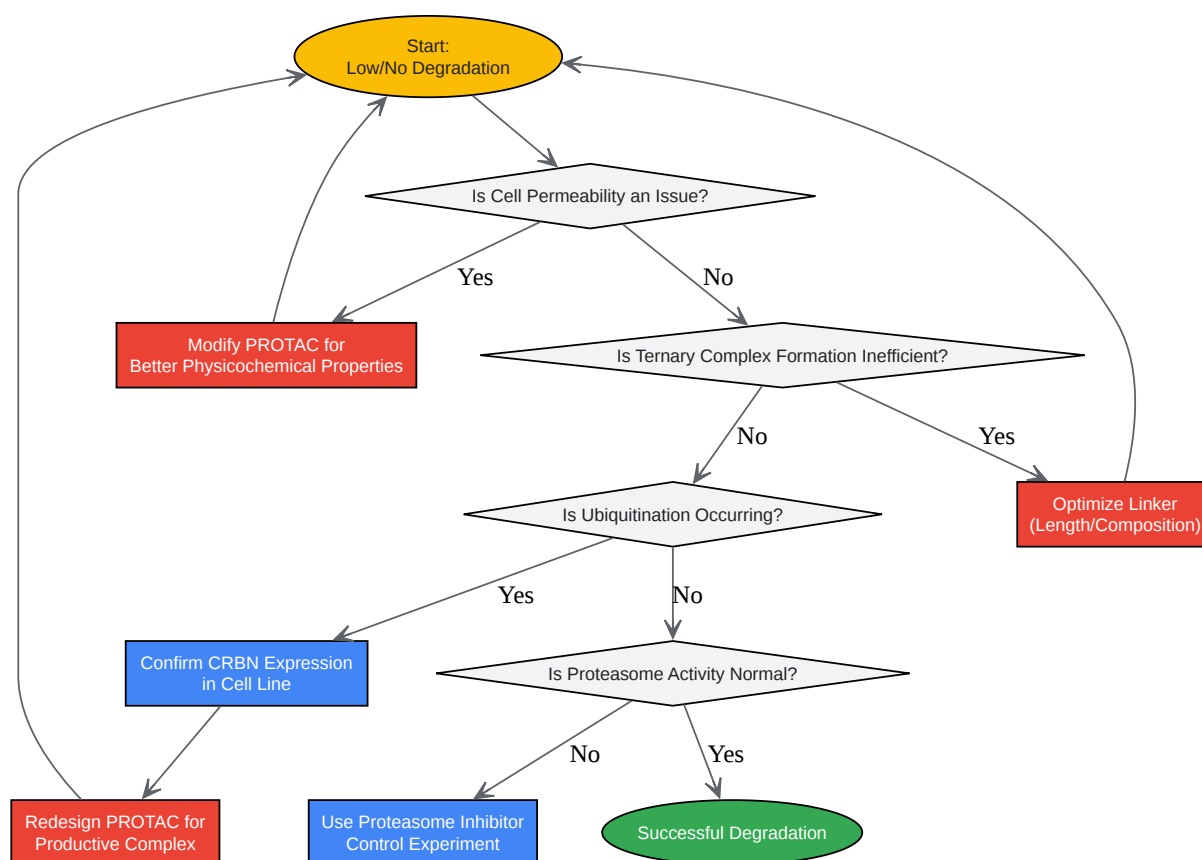 Start:
Low/No Degradation
Is Cell Permeability an Issue?
Yes
No
Modify PROTAC for
Better Physicochemical Properties
Is Ternary Complex Formation Inefficient?
No
Yes
Is Ubiquitination Occurring?
Optimize Linker
(Length/Composition)
Yes
No
Confirm CRBN Expression
in Cell Line
Is Proteasome Activity Normal?
No
Yes
Redesign PROTAC for
Productive Complex
Use Proteasome Inhibitor
Control Experiment
Successful Degradation